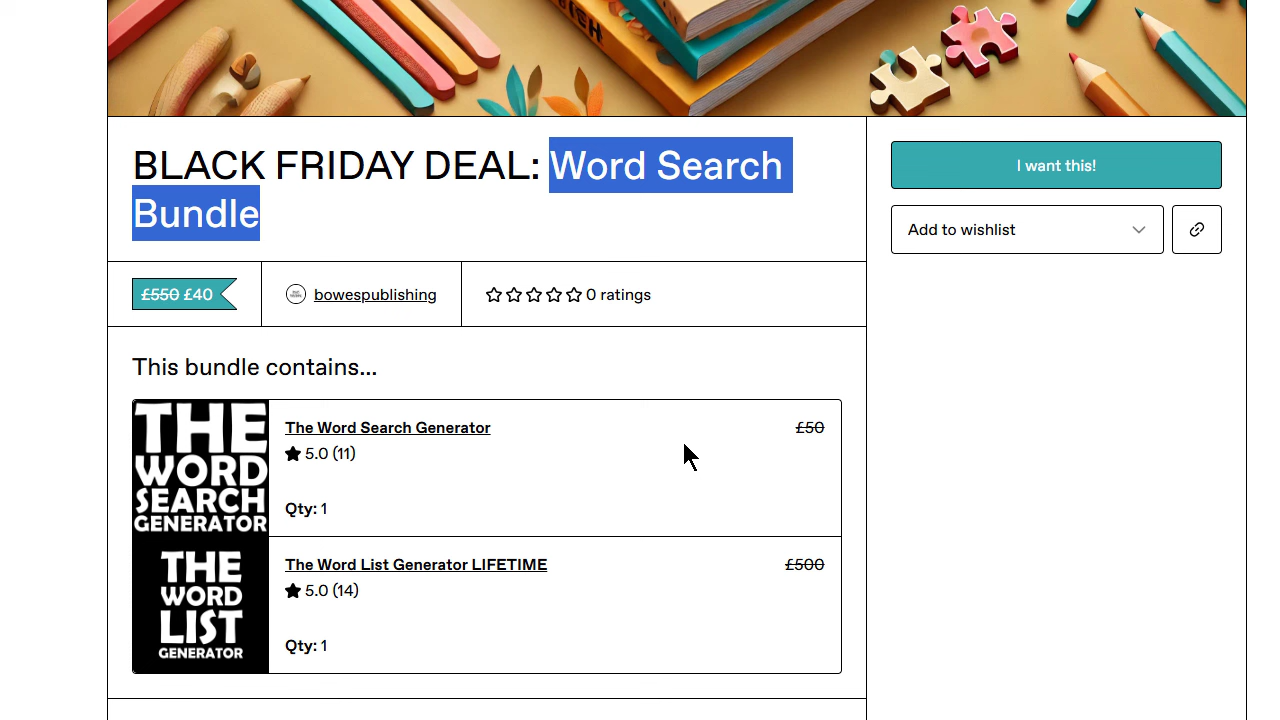 ISH
BLACK FRIDAY DEAL: Word Search
Bundle
I want this!
Add to wishlist
£550 £40
bowespublishing
0 ratings
This bundle contains...
THE
WORD
SEARCH
GENERATOR
The Word Search Generator
£50
5.0 (11)
Qty: 1
THE
WORD
LIST
GENERATOR
The Word List Generator LIFETIME
£500
5.0 (14)
Qty: 1